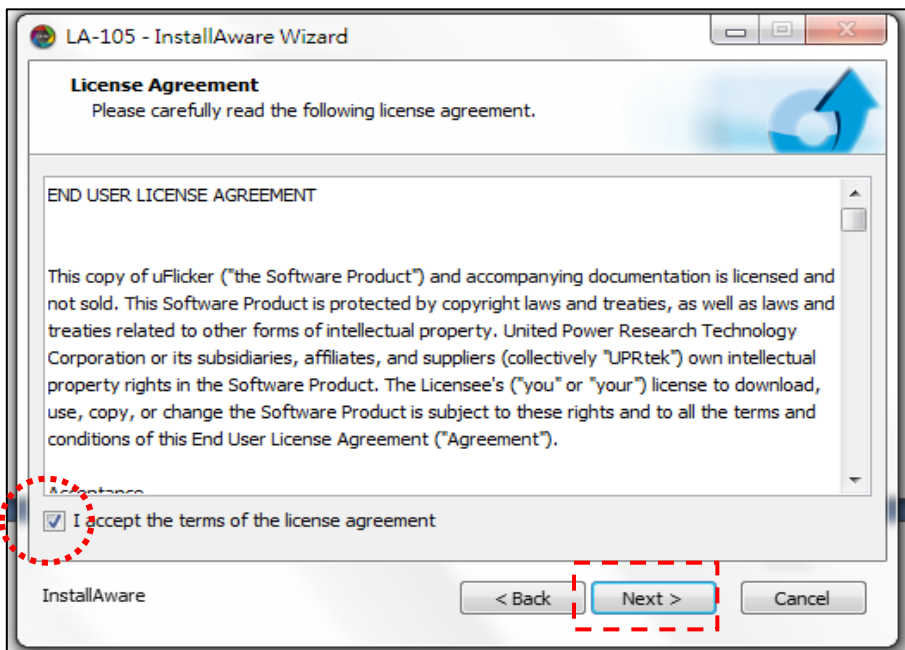 LA-105 - InstallAware Wizard
License Agreement
Please carefully read the following license agreement.
END USER LICENSE AGREEMENT
This copy of uFlicker ("the Software Product") and accompanying documentation is licensed and
not sold. This Software Product is protected by copyright laws and treaties, as well as laws and
treaties related to other forms of intellectual property. United Power Research Technology
Corporation or its subsidiaries, affiliates, and suppliers (collectively "UPRtek") own intellectual
property rights in the Software Product. The Licensee's ("you" or "your") license to download,
use, copy, or change the Software Product is subject to these rights and to all the terms and
conditions of this End User License Agreement ("Agreement").
Acceptance
I accept the terms of the license agreement
InstallAware
< Back Next > Cancel